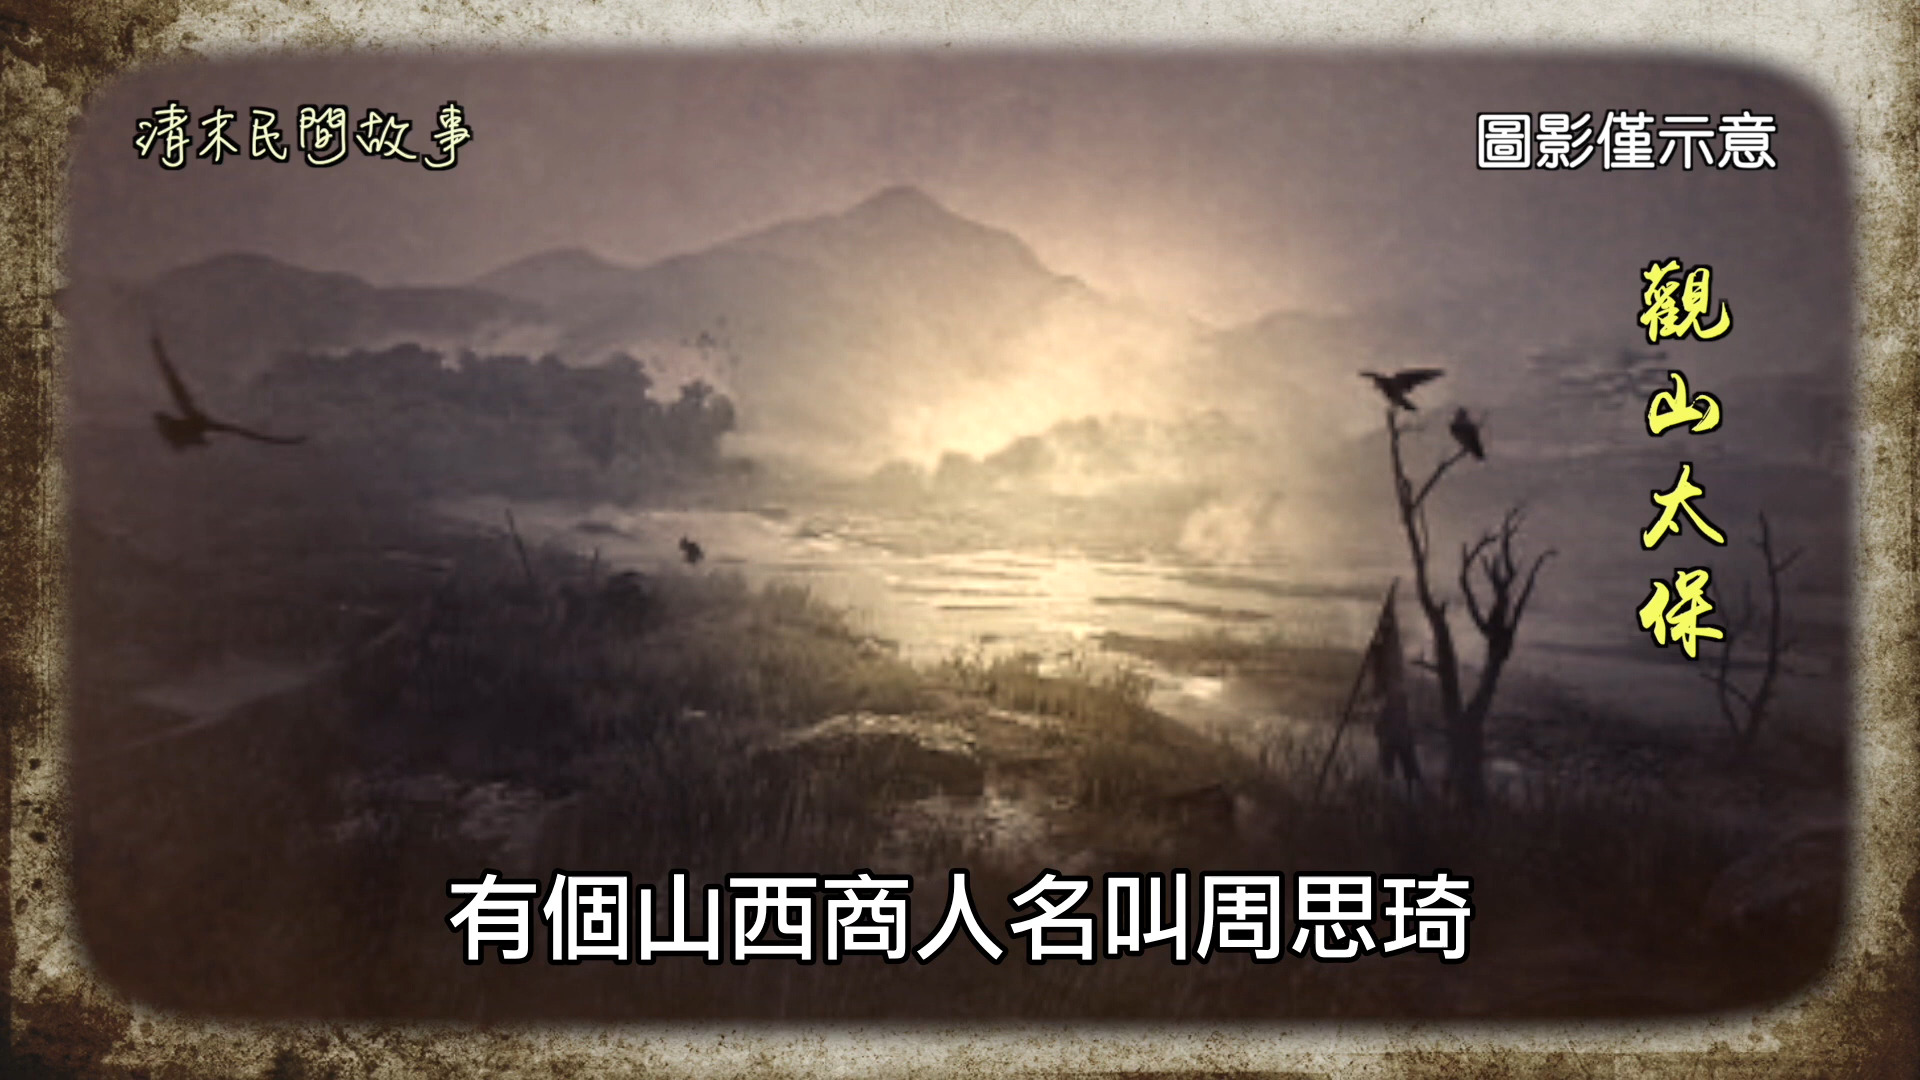 清末民間故事
圖影僅示意
觀山太保
有個山西商人名叫周思琦